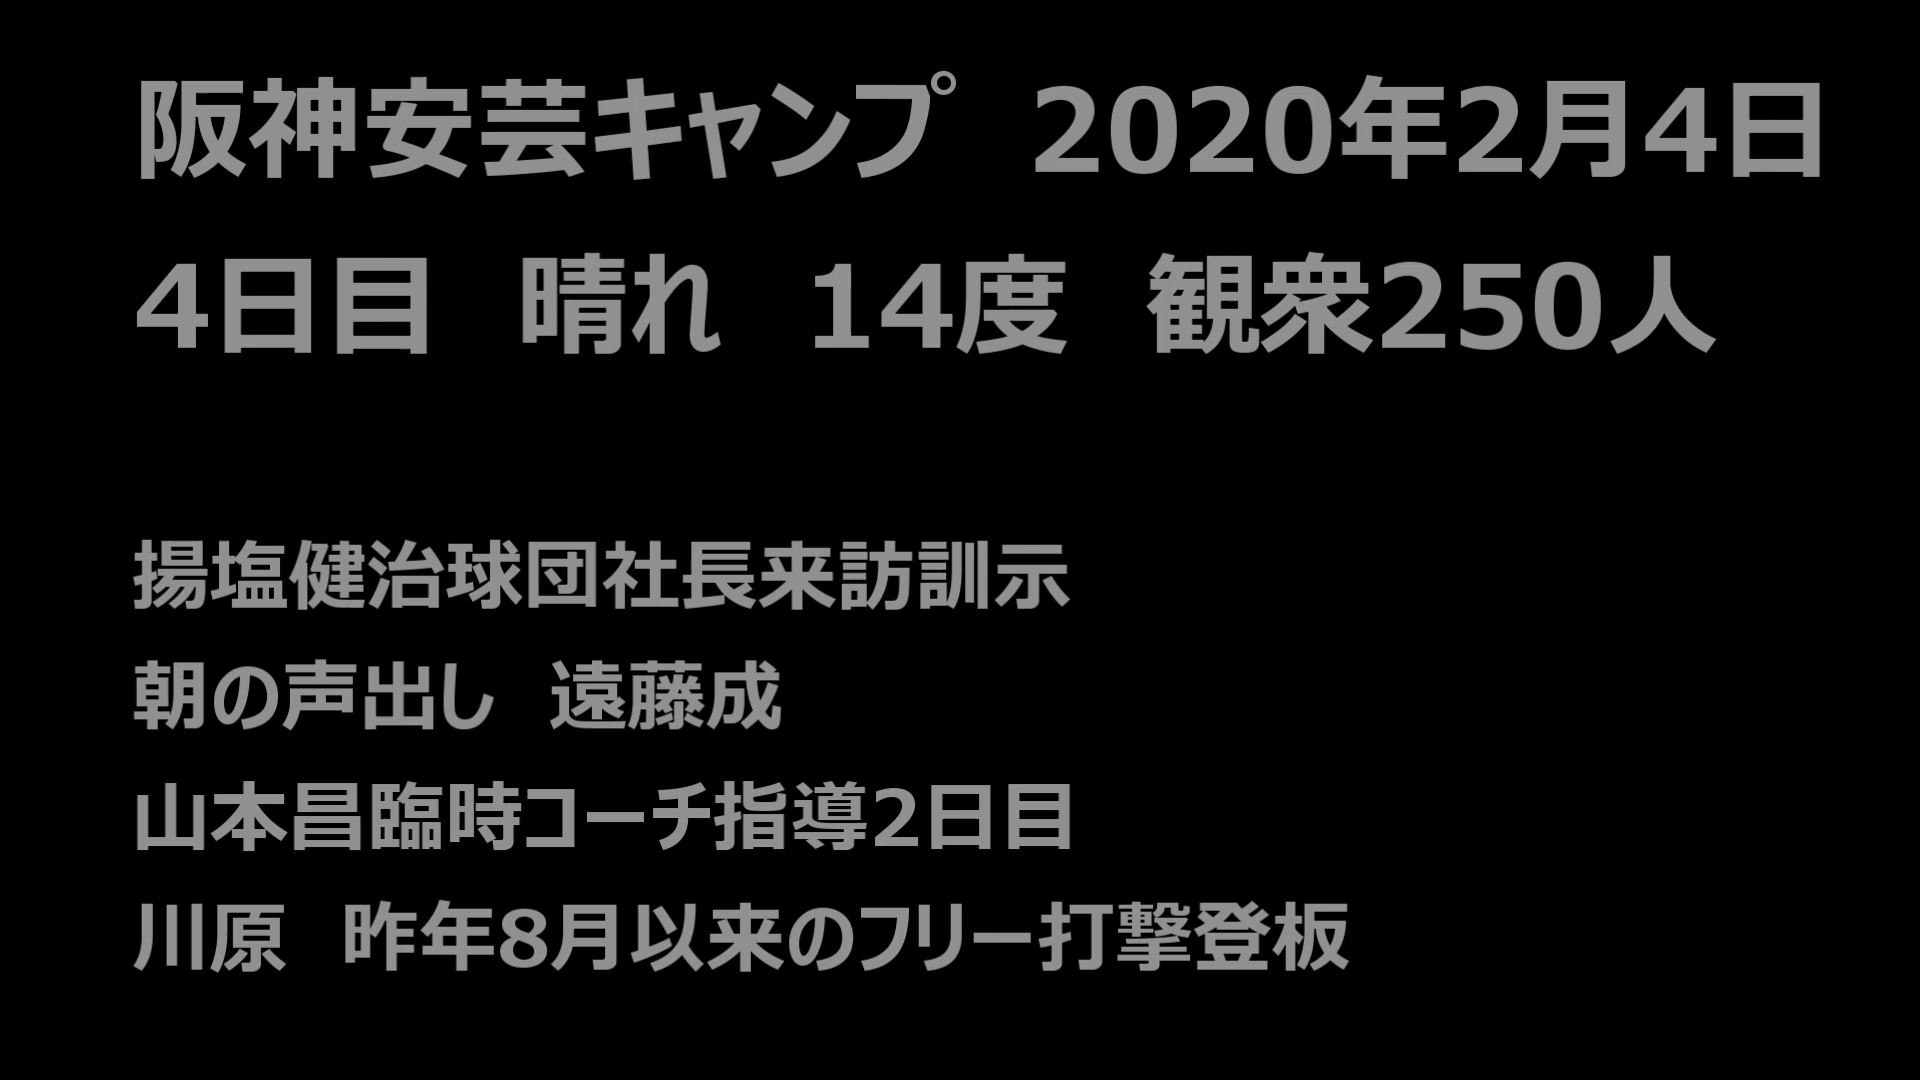 阪神安芸キャンプ　2020年2月4日
4日目　晴れ　14度　観衆250人
揚塩健治球団社長来訪訓示
朝の声出し　遠藤成
山本昌臨時コーチ指導2日目
川原　昨年8月以来のフリー打撃登板